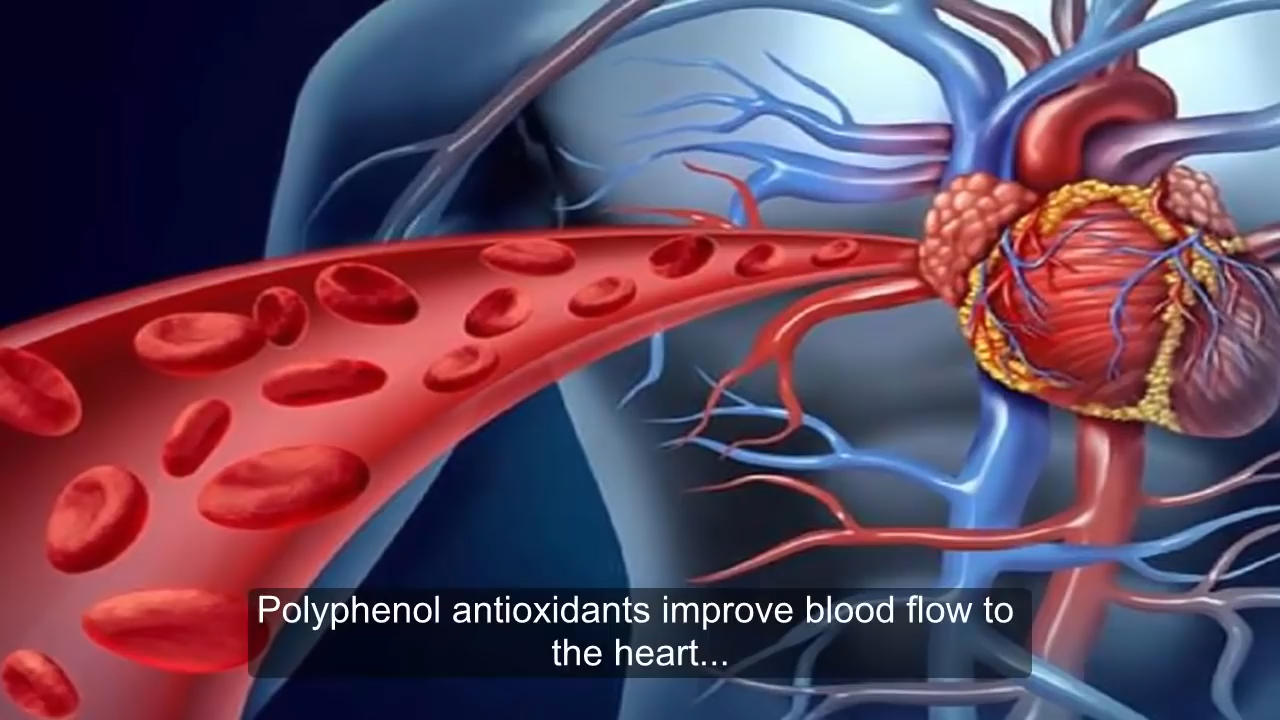 Polyphenol antioxidants improve blood flow to
the heart...